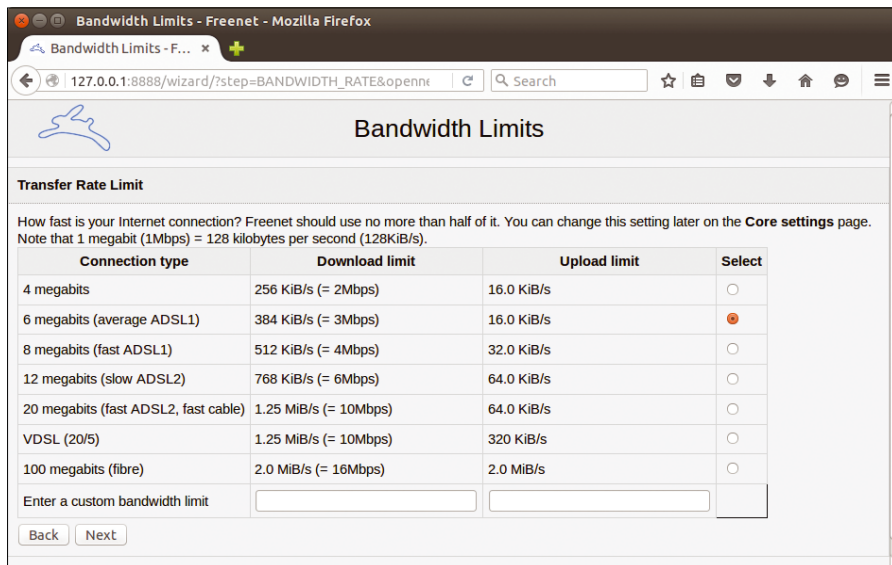 Bandwidth Limits - Freenet - Mozilla Firefox
Bandwidth Limits - F...
127.0.0.1:8888/wizard/?step=BANDWIDTH_RATE&openne
Search
Bandwidth Limits
Transfer Rate Limit
How fast is your Internet connection? Freenet should use no more than half of it. You can change this setting later on the Core settings page.
Note that 1 megabit (1Mbps) = 128 kilobytes per second (128KiB/s).
Connection type Download limit Upload limit Select
4 megabits 256 KiB/s (= 2Mbps) 16.0 KiB/s
6 megabits (average ADSL1) 384 KiB/s (= 3Mbps) 16.0 KiB/s
8 megabits (fast ADSL1) 512 KiB/s (= 4Mbps) 32.0 KiB/s
12 megabits (slow ADSL2) 768 KiB/s (= 6Mbps) 64.0 KiB/s
20 megabits (fast ADSL2, fast cable) 1.25 MiB/s (= 10Mbps) 64.0 KiB/s
VDSL (20/5) 1.25 MiB/s (= 10Mbps) 320 KiB/s
100 megabits (fibre) 2.0 MiB/s (= 16Mbps) 2.0 MiB/s
Enter a custom bandwidth limit
Back Next